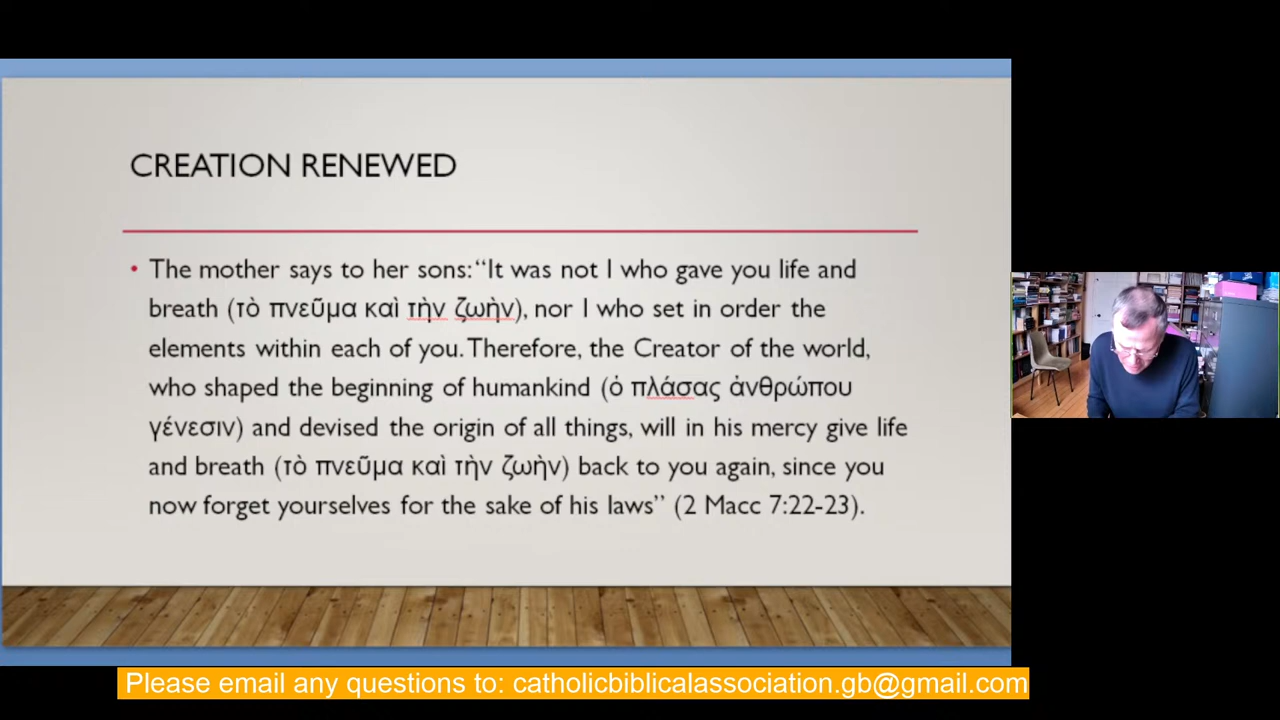 CREATION RENEWED
• The mother says to her sons: “It was not I who gave you life and
breath (τὸ πνεῦμα καὶ τὴν ζωὴν), nor I who set in order the
elements within each of you. Therefore, the Creator of the world,
who shaped the beginning of humankind (ὁ πλάσας ἀνθρώπου
γένεσιν) and devised the origin of all things, will in his mercy give life
and breath (τὸ πνεῦμα καὶ τὴν ζωὴν) back to you again, since you
now forget yourselves for the sake of his laws” (2 Macc 7:22-23).
Please email any questions to: catholicbiblicalassociation.gb@gmail.com